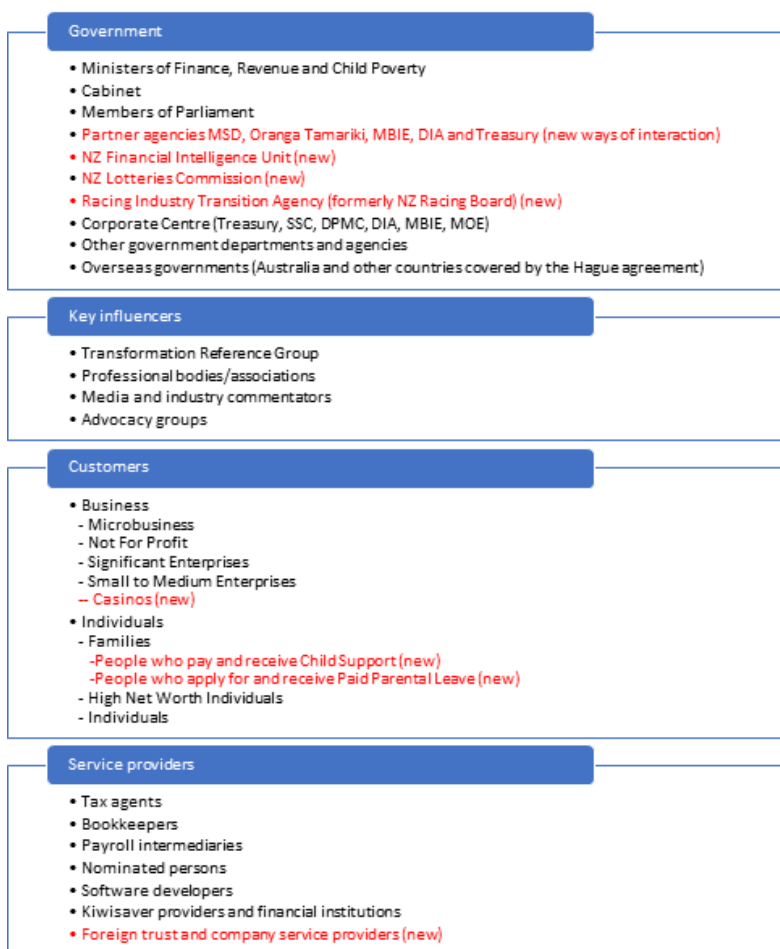 Government
• Ministers of Finance, Revenue and Child Poverty
• Cabinet
• Members of Parliament
• Partner agencies MSD, Oranga Tamariki, MBIE, DIA and Treasury (new ways of interaction)
• NZ Financial Intelligence Unit (new)
• NZ Lotteries Commission (new)
• Racing Industry Transition Agency (formerly NZ Racing Board) (new)
• Corporate Centre (Treasury, SSC, DPMC, DIA, MBIE, MOE)
• Other government departments and agencies
• Overseas governments (Australia and other countries covered by the Hague agreement)
Key influencers
• Transformation Reference Group
• Professional bodies/associations
• Media and industry commentators
• Advocacy groups
Customers
• Business
- Microbusiness
- Not For Profit
- Significant Enterprises
- Small to Medium Enterprises
-- Casinos (new)
• Individuals
- Families
-People who pay and receive Child Support (new)
-People who apply for and receive Paid Parental Leave (new)
- High Net Worth Individuals
- Individuals
Service providers
• Tax agents
• Bookkeepers
• Payroll intermediaries
• Nominated persons
• Software developers
• Kiwisaver providers and financial institutions
• Foreign trust and company service providers (new)